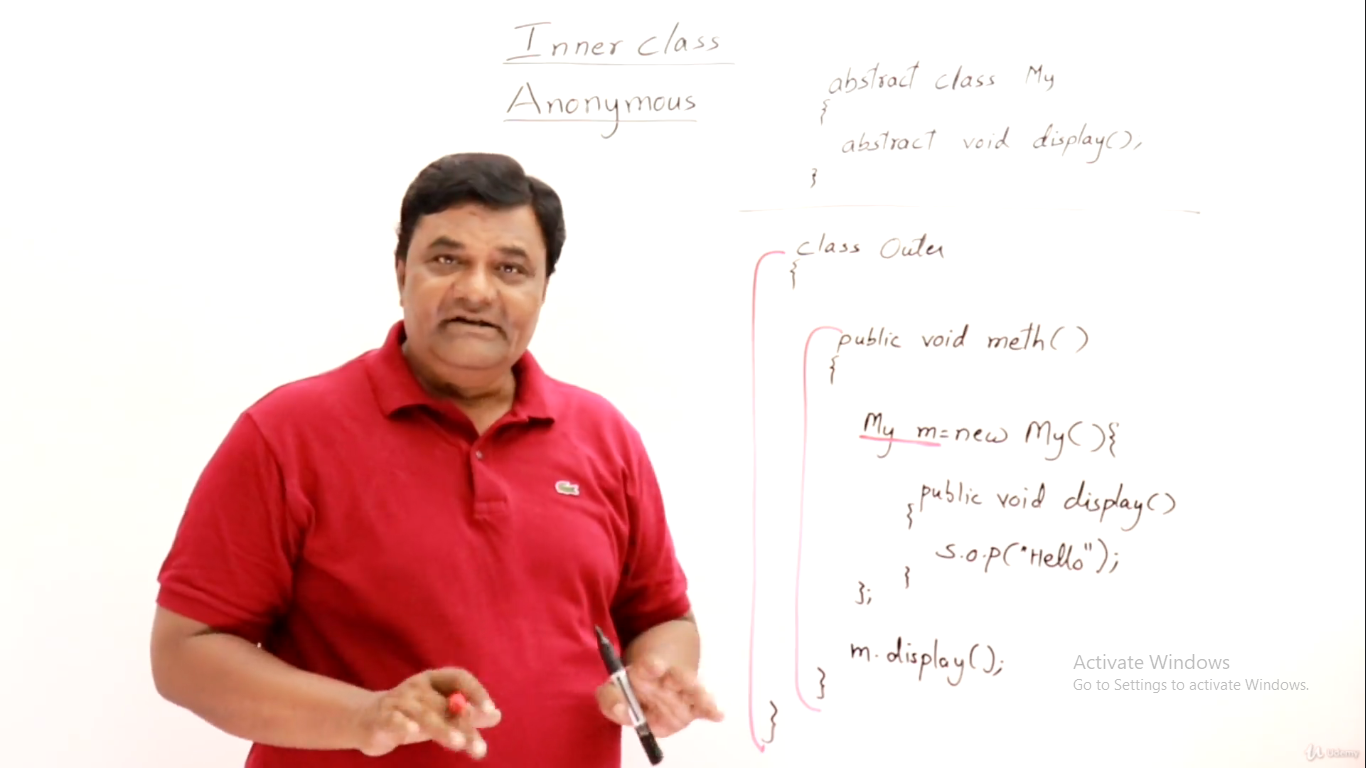 Inner class
Anonymous
abstract class My
{
abstract void display(),
}
class Outer
{
public void meth()
{
My m=new My(){
public void display()
{
S.o.p("Hello");
}
};
m.display();
}
}
Activate Windows
Go to Settings to activate Windows.
Udemy